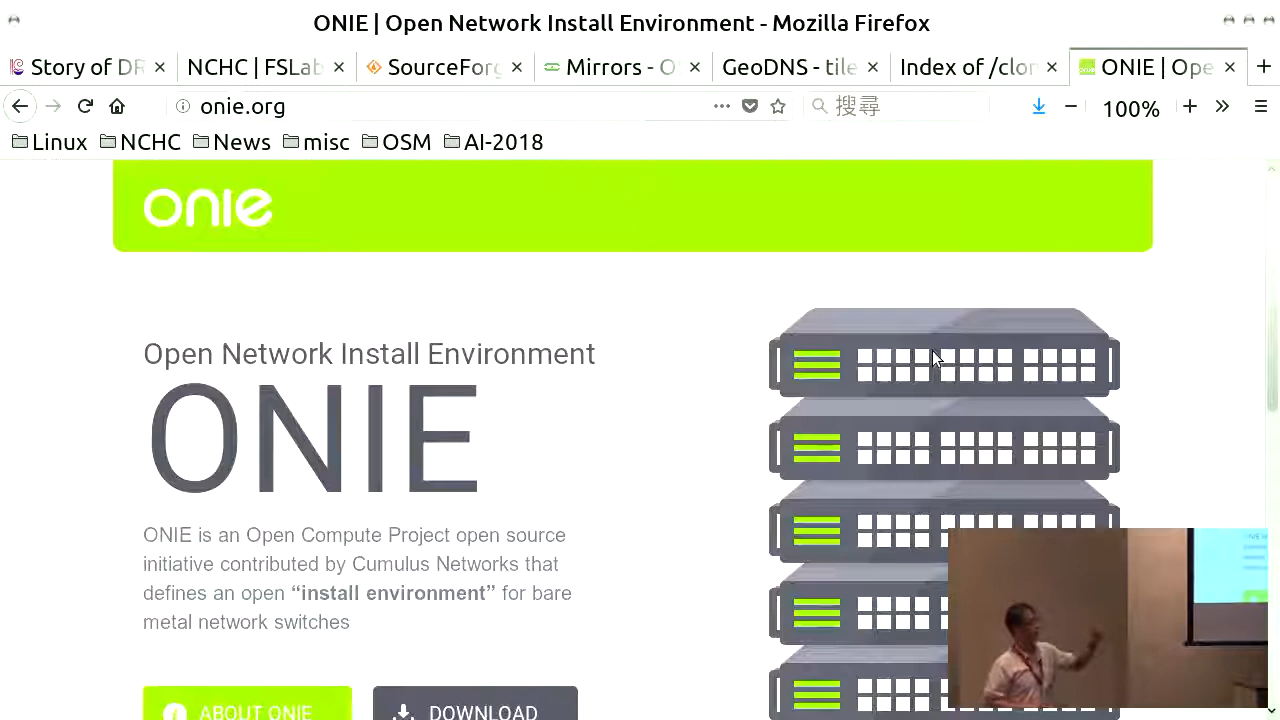 ONIE | Open Network Install Environment - Mozilla Firefox
Story of DR NCHC | FSLab SourceForg Mirrors - O GeoDNS - tile Index of /clon ONIE | Ope
onie.org 搜尋 100%
Linux NCHC News misc OSM AI-2018
onie
Open Network Install Environment
ONIE
ONIE is an Open Compute Project open source
initiative contributed by Cumulus Networks that
defines an open “install environment” for bare
metal network switches
ABOUT ONIE DOWNLOAD